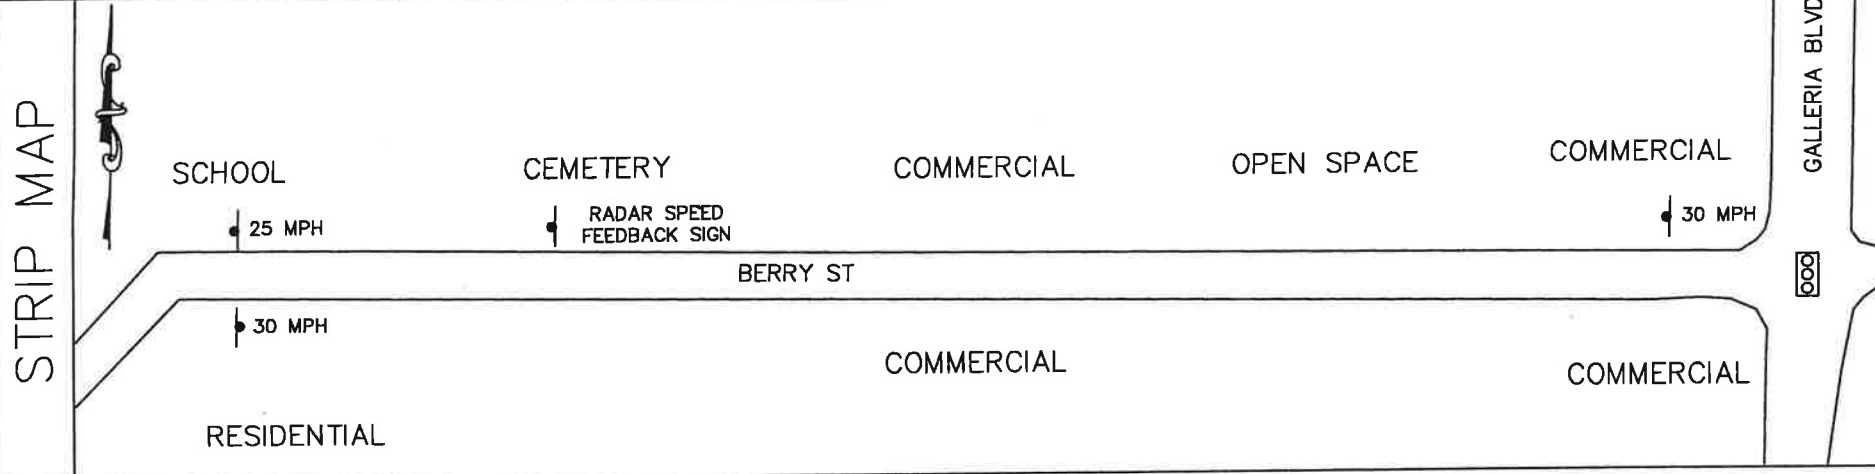 STRIP MAP
GALLERIA BLVD
SCHOOL
CEMETERY
COMMERCIAL
OPEN SPACE
COMMERCIAL
25 MPH
RADAR SPEED
FEEDBACK SIGN
30 MPH
BERRY ST
30 MPH
COMMERCIAL
COMMERCIAL
RESIDENTIAL